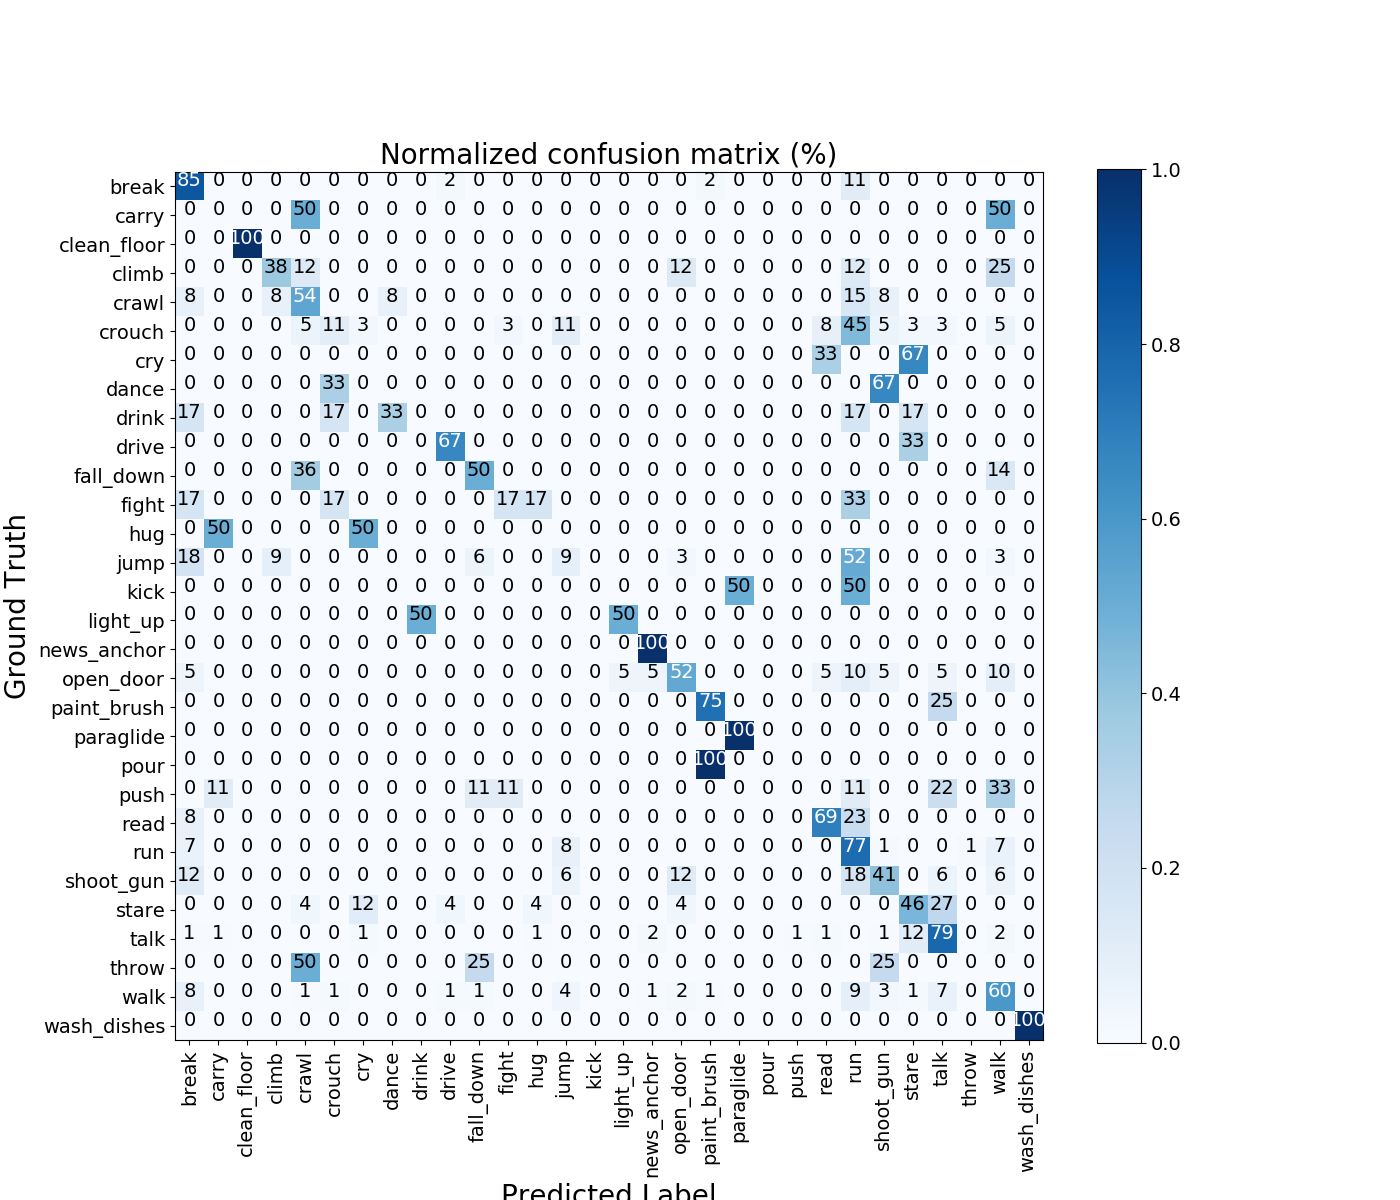 Normalized confusion matrix (%)
break 85 0 0 0 0 0 0 0 0 2 0 0 0 0 0 0 0 0 2 0 0 0 0 11 0 0 0 0 0 0
carry 0 0 0 0 50 0 0 0 0 0 0 0 0 0 0 0 0 0 0 0 0 0 0 0 0 0 0 0 50 0
clean_floor 0 0 100 0 0 0 0 0 0 0 0 0 0 0 0 0 0 0 0 0 0 0 0 0 0 0 0 0 0 0
climb 0 0 0 38 12 0 0 0 0 0 0 0 0 0 0 0 0 12 0 0 0 0 0 12 0 0 0 0 25 0
crawl 8 0 0 8 54 0 0 8 0 0 0 0 0 0 0 0 0 0 0 0 0 0 0 15 8 0 0 0 0 0
crouch 0 0 0 0 5 11 3 0 0 0 0 3 0 11 0 0 0 0 0 0 0 0 8 45 5 3 3 0 5 0
cry 0 0 0 0 0 0 0 0 0 0 0 0 0 0 0 0 0 0 0 0 0 0 33 0 0 67 0 0 0 0
dance 0 0 0 0 0 33 0 0 0 0 0 0 0 0 0 0 0 0 0 0 0 0 0 0 67 0 0 0 0 0
drink 17 0 0 0 0 17 0 33 0 0 0 0 0 0 0 0 0 0 0 0 0 0 0 17 0 17 0 0 0 0
drive 0 0 0 0 0 0 0 0 0 67 0 0 0 0 0 0 0 0 0 0 0 0 0 0 0 33 0 0 0 0
fall_down 0 0 0 0 36 0 0 0 0 0 50 0 0 0 0 0 0 0 0 0 0 0 0 0 0 0 0 0 14 0
fight 17 0 0 0 0 17 0 0 0 0 0 17 17 0 0 0 0 0 0 0 0 0 0 33 0 0 0 0 0 0
hug 0 50 0 0 0 0 50 0 0 0 0 0 0 0 0 0 0 0 0 0 0 0 0 0 0 0 0 0 0 0
jump 18 0 0 9 0 0 0 0 0 0 6 0 0 9 0 0 0 3 0 0 0 0 0 52 0 0 0 0 3 0
kick 0 0 0 0 0 0 0 0 0 0 0 0 0 0 0 0 0 0 0 50 0 0 0 50 0 0 0 0 0 0
light_up 0 0 0 0 0 0 0 0 50 0 0 0 0 0 0 50 0 0 0 0 0 0 0 0 0 0 0 0 0 0
news_anchor 0 0 0 0 0 0 0 0 0 0 0 0 0 0 0 0 100 0 0 0 0 0 0 0 0 0 0 0 0 0
open_door 5 0 0 0 0 0 0 0 0 0 0 0 0 0 0 5 5 52 0 0 0 0 5 10 5 0 5 0 10 0
paint_brush 0 0 0 0 0 0 0 0 0 0 0 0 0 0 0 0 0 0 75 0 0 0 0 0 0 0 25 0 0 0
paraglide 0 0 0 0 0 0 0 0 0 0 0 0 0 0 0 0 0 0 0 100 0 0 0 0 0 0 0 0 0 0
pour 0 0 0 0 0 0 0 0 0 0 0 0 0 0 0 0 0 0 100 0 0 0 0 0 0 0 0 0 0 0
push 0 11 0 0 0 0 0 0 0 0 11 11 0 0 0 0 0 0 0 0 0 0 0 11 0 0 22 0 33 0
read 8 0 0 0 0 0 0 0 0 0 0 0 0 0 0 0 0 0 0 0 0 0 69 23 0 0 0 0 0 0
run 7 0 0 0 0 0 0 0 0 0 0 0 0 8 0 0 0 0 0 0 0 0 0 77 1 0 0 1 7 0
shoot_gun 12 0 0 0 0 0 0 0 0 0 0 0 0 6 0 0 0 12 0 0 0 0 0 18 41 0 6 0 6 0
stare 0 0 0 0 4 0 12 0 0 4 0 0 4 0 0 0 0 4 0 0 0 0 0 0 0 46 27 0 0 0
talk 1 1 0 0 0 0 1 0 0 0 0 0 1 0 0 0 2 0 0 0 0 1 1 0 1 12 79 0 2 0
throw 0 0 0 0 50 0 0 0 0 0 25 0 0 0 0 0 0 0 0 0 0 0 0 0 25 0 0 0 0 0
walk 8 0 0 0 1 1 0 0 0 1 1 0 0 4 0 0 1 2 1 0 0 0 0 9 3 1 7 0 60 0
wash_dishes 0 0 0 0 0 0 0 0 0 0 0 0 0 0 0 0 0 0 0 0 0 0 0 0 0 0 0 0 0 100
Ground Truth
break
carry
clean_floor
climb
crawl
crouch
cry
dance
drink
drive
fall_down
fight
hug
jump
kick
light_up
news_anchor
open_door
paint_brush
paraglide
pour
push
read
run
shoot_gun
stare
talk
throw
walk
wash_dishes
Predicted Label
1.0
0.8
0.6
0.4
0.2
0.0